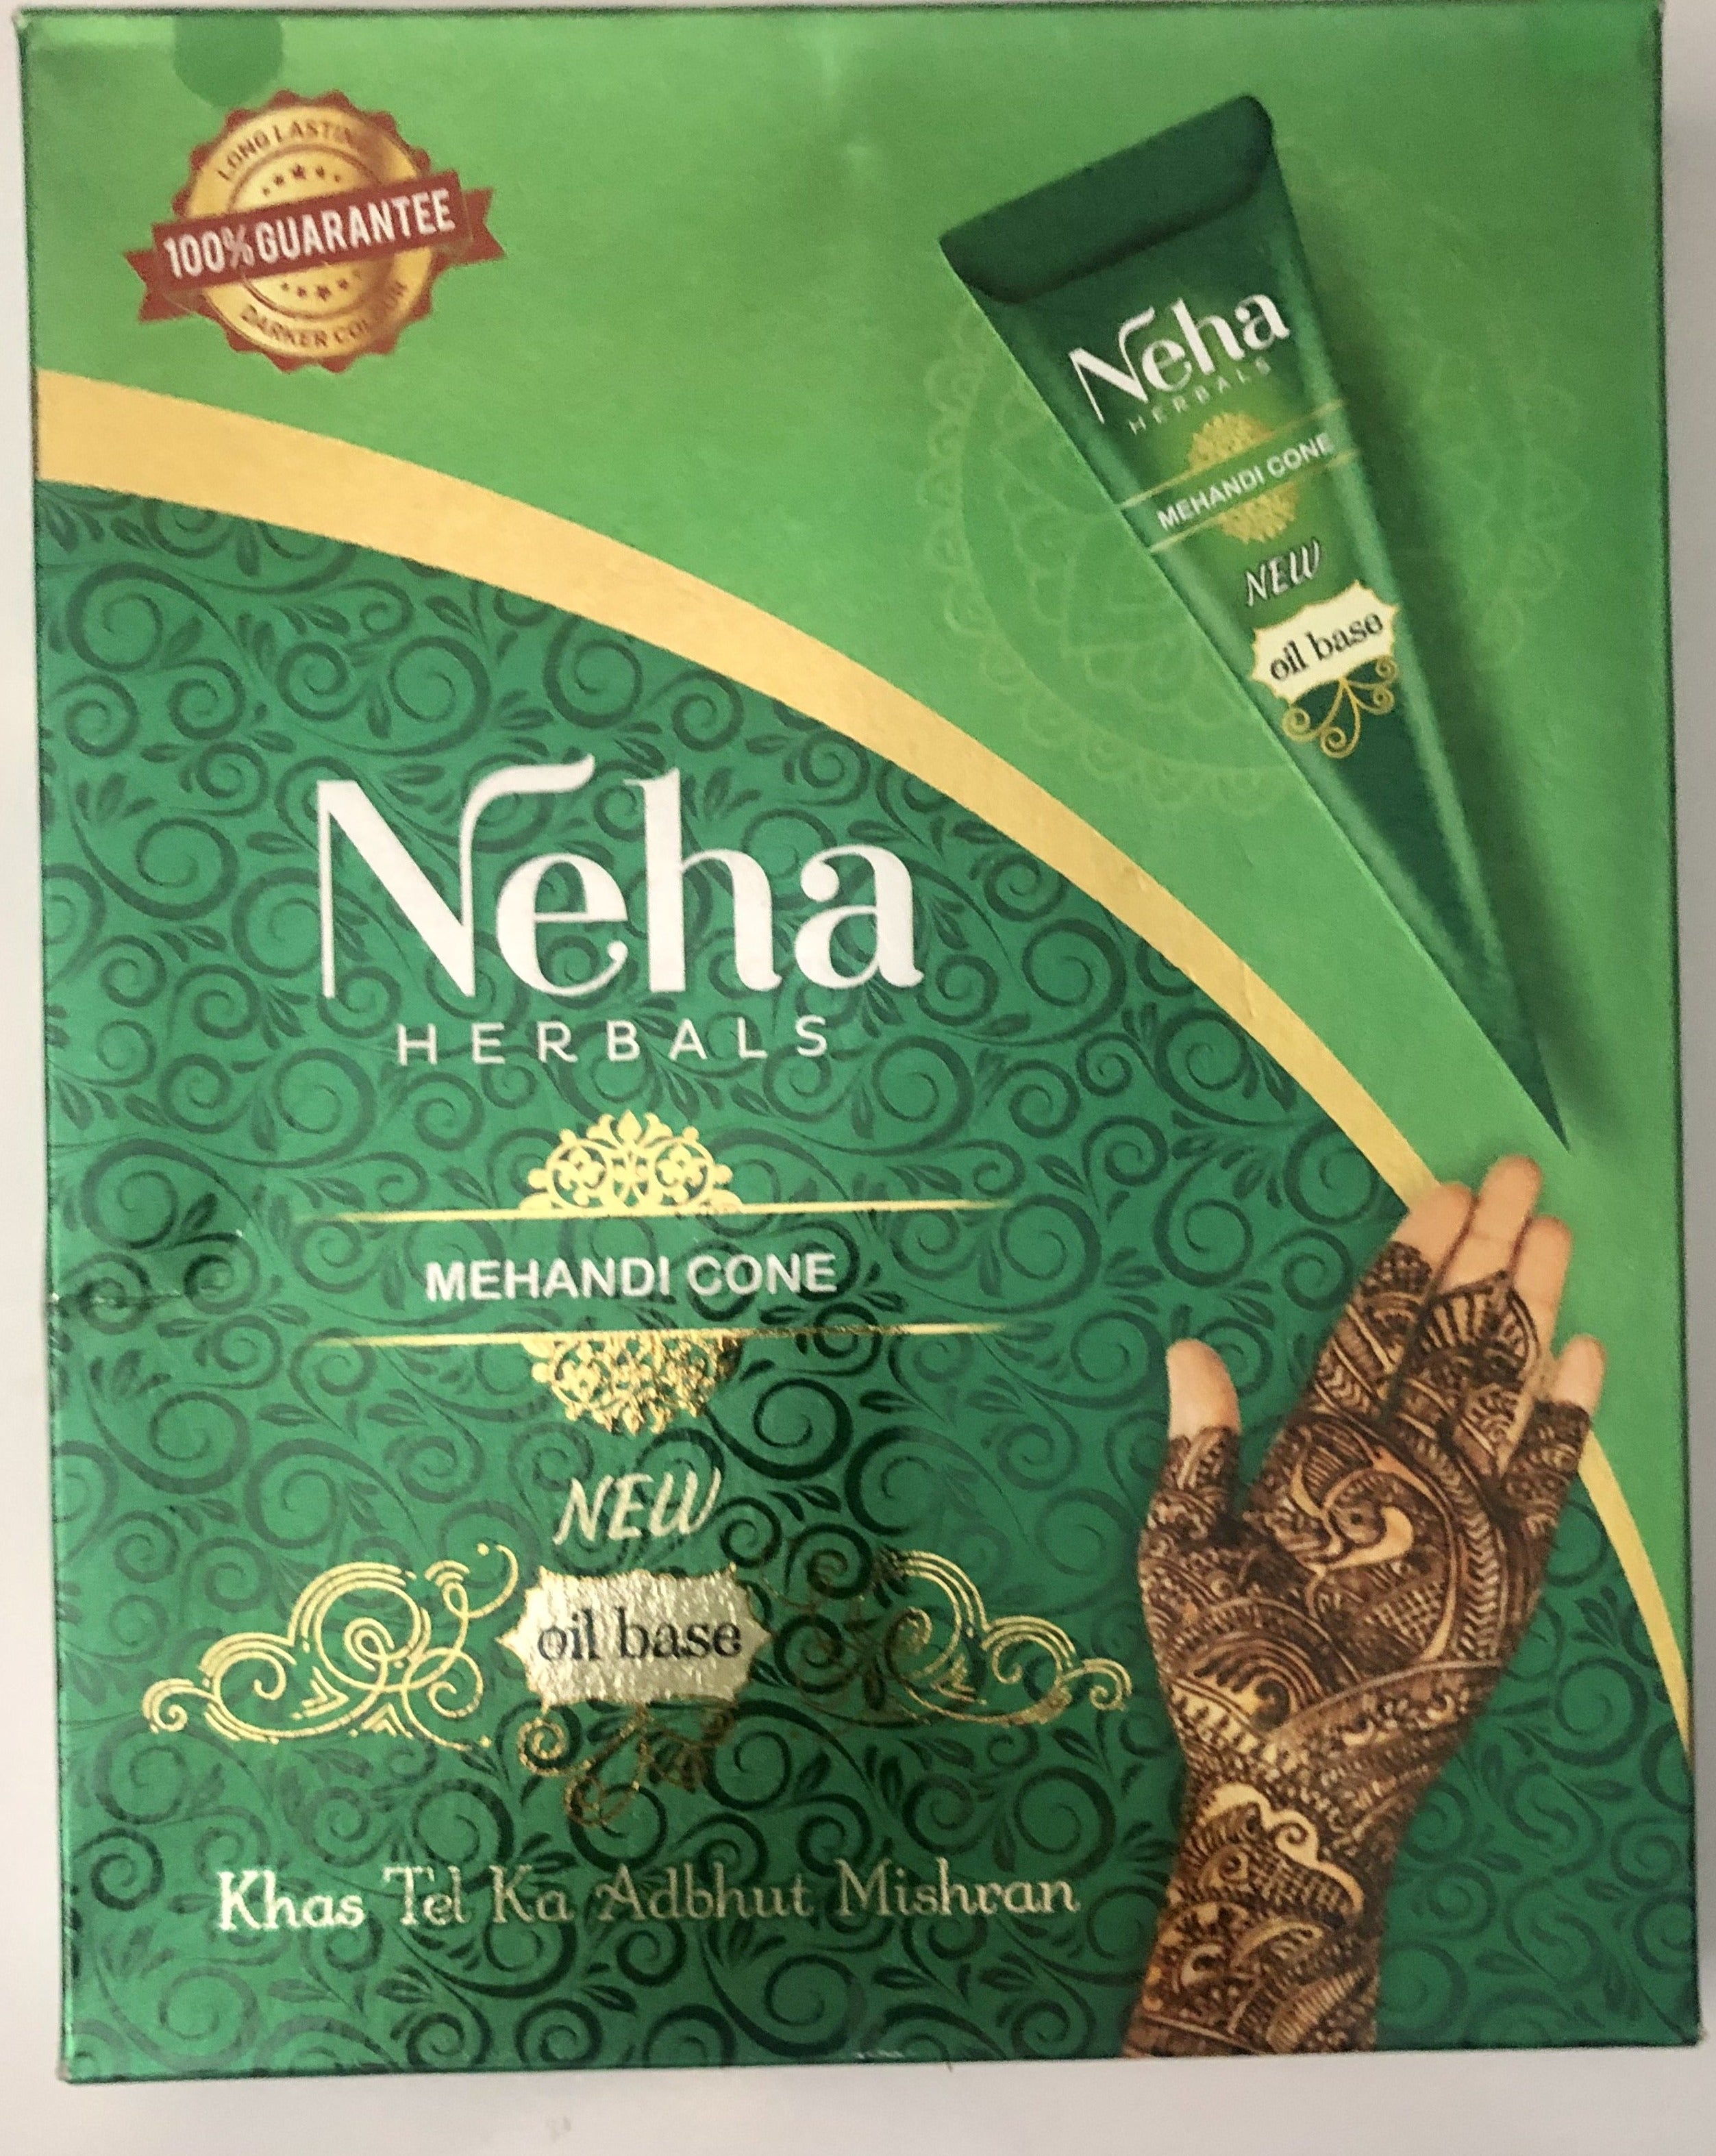 LONG LASTING
100% GUARANTEE
DARKER COLOUR
Neha
HERBALS
MEHANDI CONE
NEW
oil base
Neha
HERBALS
MEHANDI CONE
NEW
oil base
Khas Tel Ka Adbhut Mishran